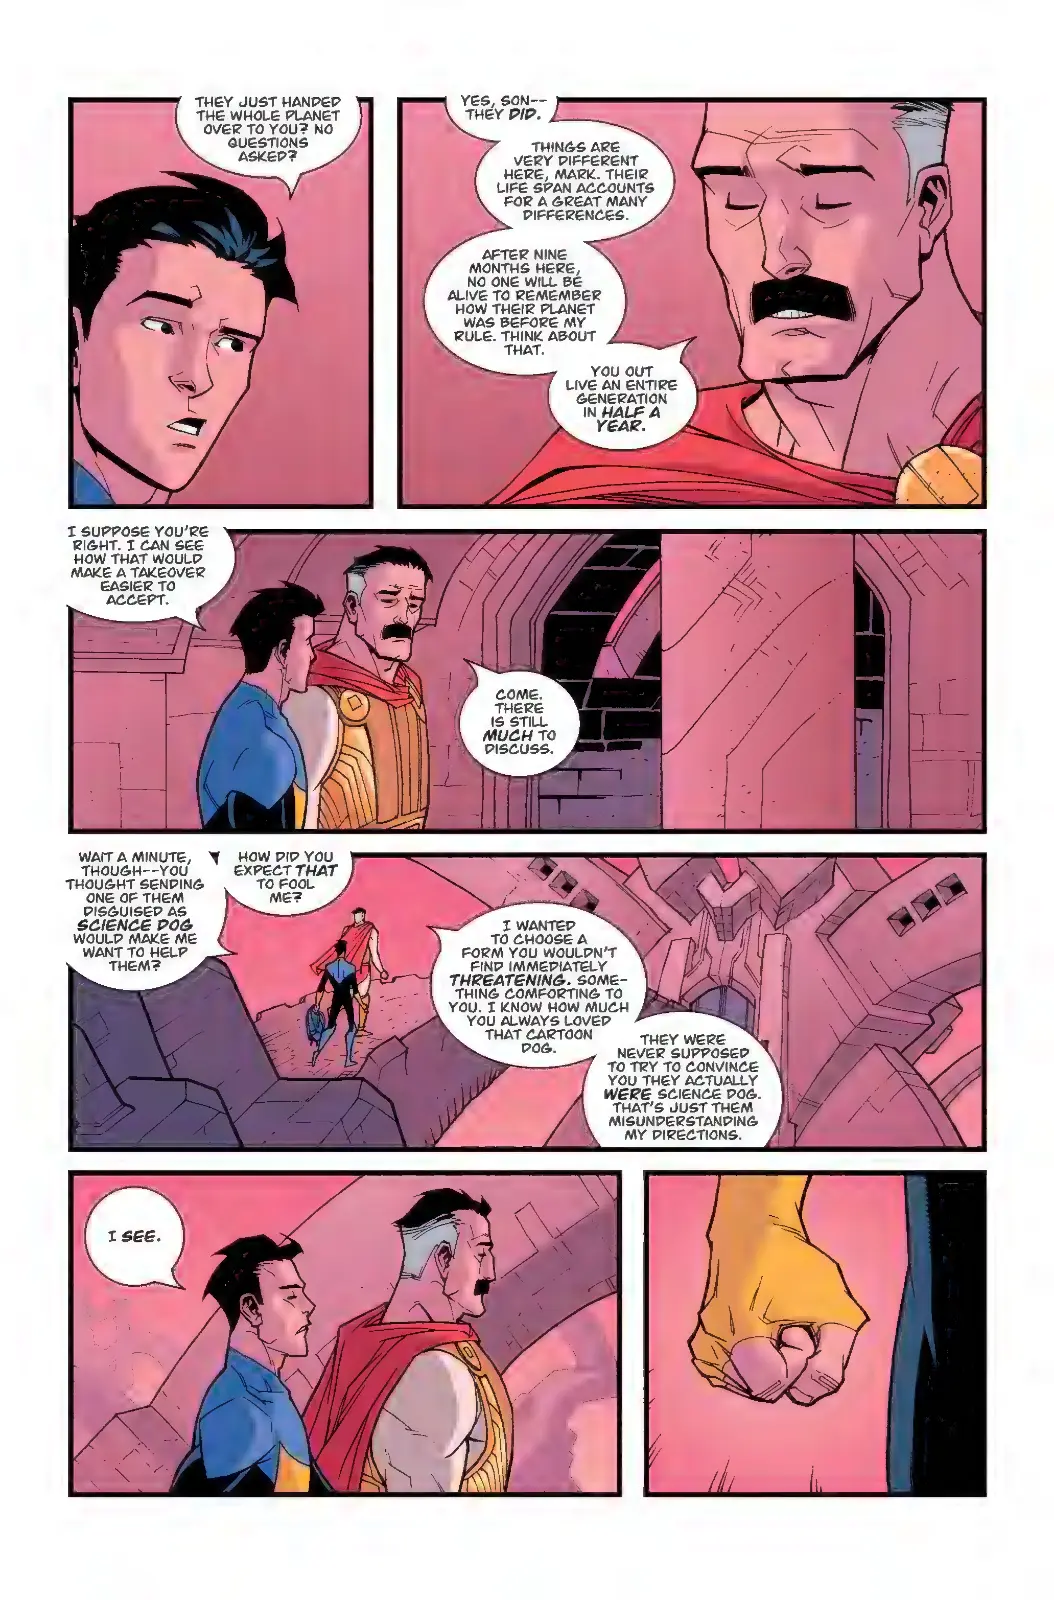 THEY JUST HANDED
THE WHOLE PLANET
OVER TO YOU? NO
QUESTIONS
ASKED?
YES, SON--
THEY DID.
THINGS ARE
VERY DIFFERENT
HERE, MARK. THEIR
LIFE SPAN ACCOUNTS
FOR A GREAT MANY
DIFFERENCES.
AFTER NINE
MONTHS HERE,
NO ONE WILL BE
ALIVE TO REMEMBER
HOW THEIR PLANET
WAS BEFORE MY
RULE. THINK ABOUT
THAT.
YOU OUT
LIVE AN ENTIRE
GENERATION
IN HALF A
YEAR.
I SUPPOSE YOU'RE
RIGHT. I CAN SEE
HOW THAT WOULD
MAKE A TAKEOVER
EASIER TO
ACCEPT.
COME.
THERE
IS STILL
MUCH TO
DISCUSS.
WAIT A MINUTE,
THOUGH--YOU
THOUGHT SENDING
ONE OF THEM
DISGUISED AS
SCIENCE DOG
WOULD MAKE ME
WANT TO HELP
THEM?
HOW DID YOU
EXPECT THAT
TO FOOL
ME?
I WANTED
TO CHOOSE A
FORM YOU WOULDN'T
FIND IMMEDIATELY
THREATENING. SOME-
THING COMFORTING TO
YOU. I KNOW HOW MUCH
YOU ALWAYS LOVED
THAT CARTOON
DOG.
THEY WERE
NEVER SUPPOSED
TO TRY TO CONVINCE
YOU THEY ACTUALLY
WERE SCIENCE DOG.
THAT'S JUST THEM
MISUNDERSTANDING
MY DIRECTIONS.
I SEE.